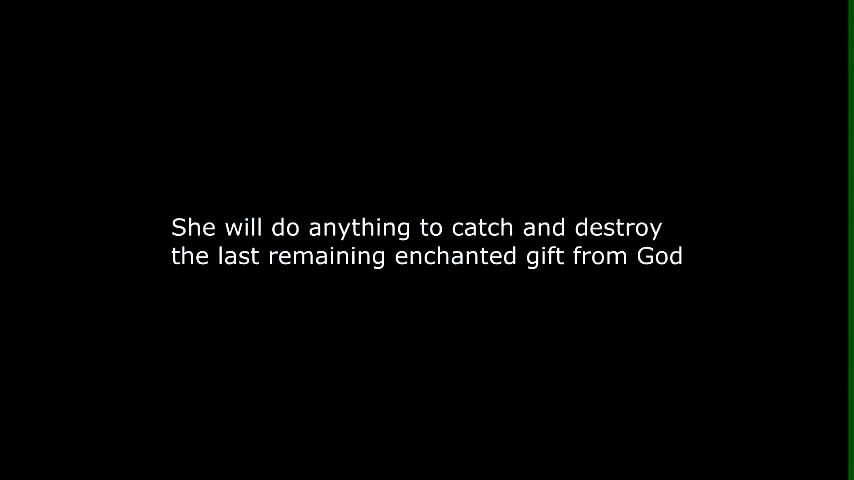 She will do anything to catch and destroy
the last remaining enchanted gift from God